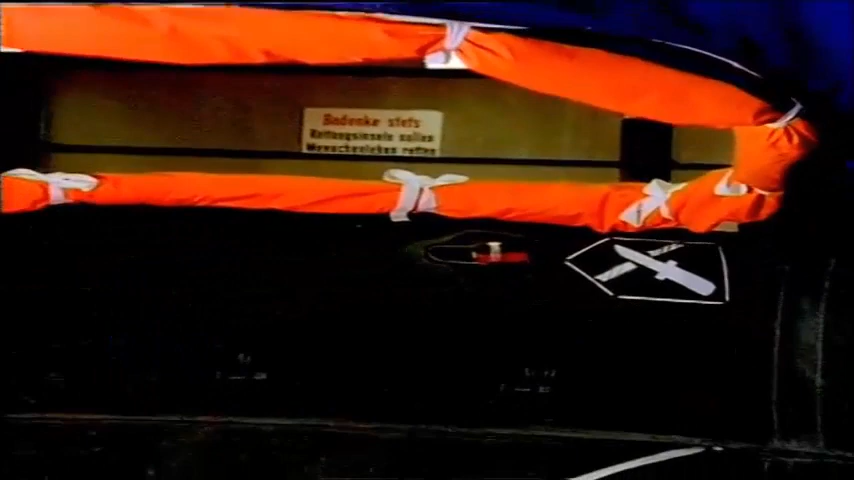 Bedenke stets
Rettungsinseln sollen
Menschenleben retten